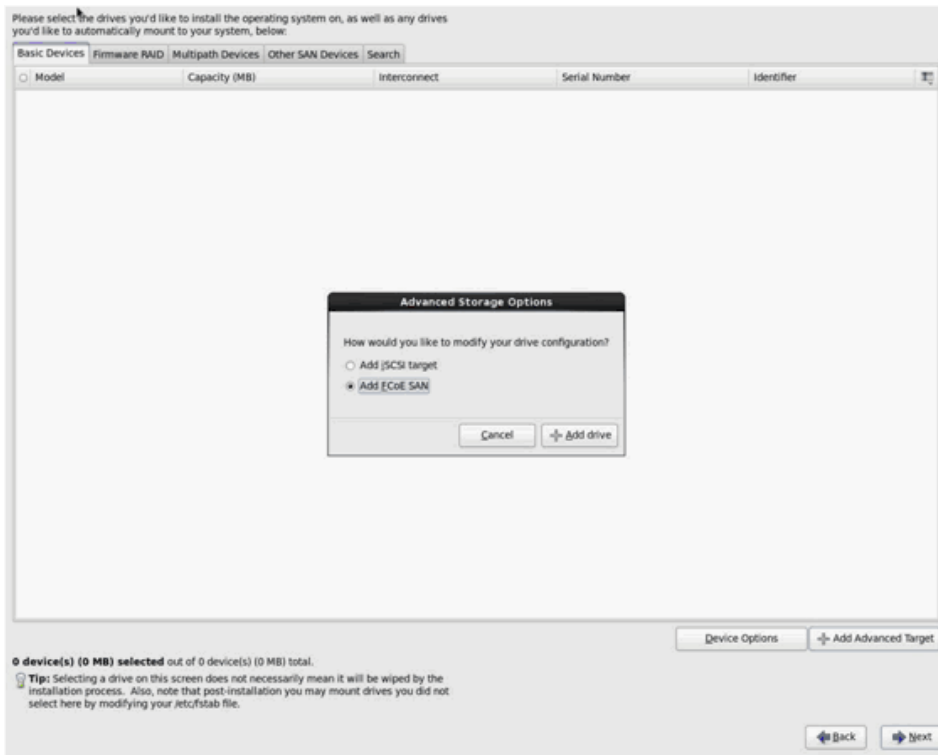 Please select the drives you'd like to install the operating system on, as well as any drives
you'd like to automatically mount to your system, below:
Basic Devices Firmware RAID Multipath Devices Other SAN Devices Search
Model Capacity (MB) Interconnect Serial Number Identifier
Advanced Storage Options
How would you like to modify your drive configuration?
Add iSCSI target
Add FCoE SAN
Cancel Add drive
Device Options Add Advanced Target
0 device(s) (0 MB) selected out of 0 device(s) (0 MB) total.
Tip: Selecting a drive on this screen does not necessarily mean it will be wiped by the
installation process. Also, note that post-installation you may mount drives you did not
select here by modifying your /etc/fstab file.
Back Next